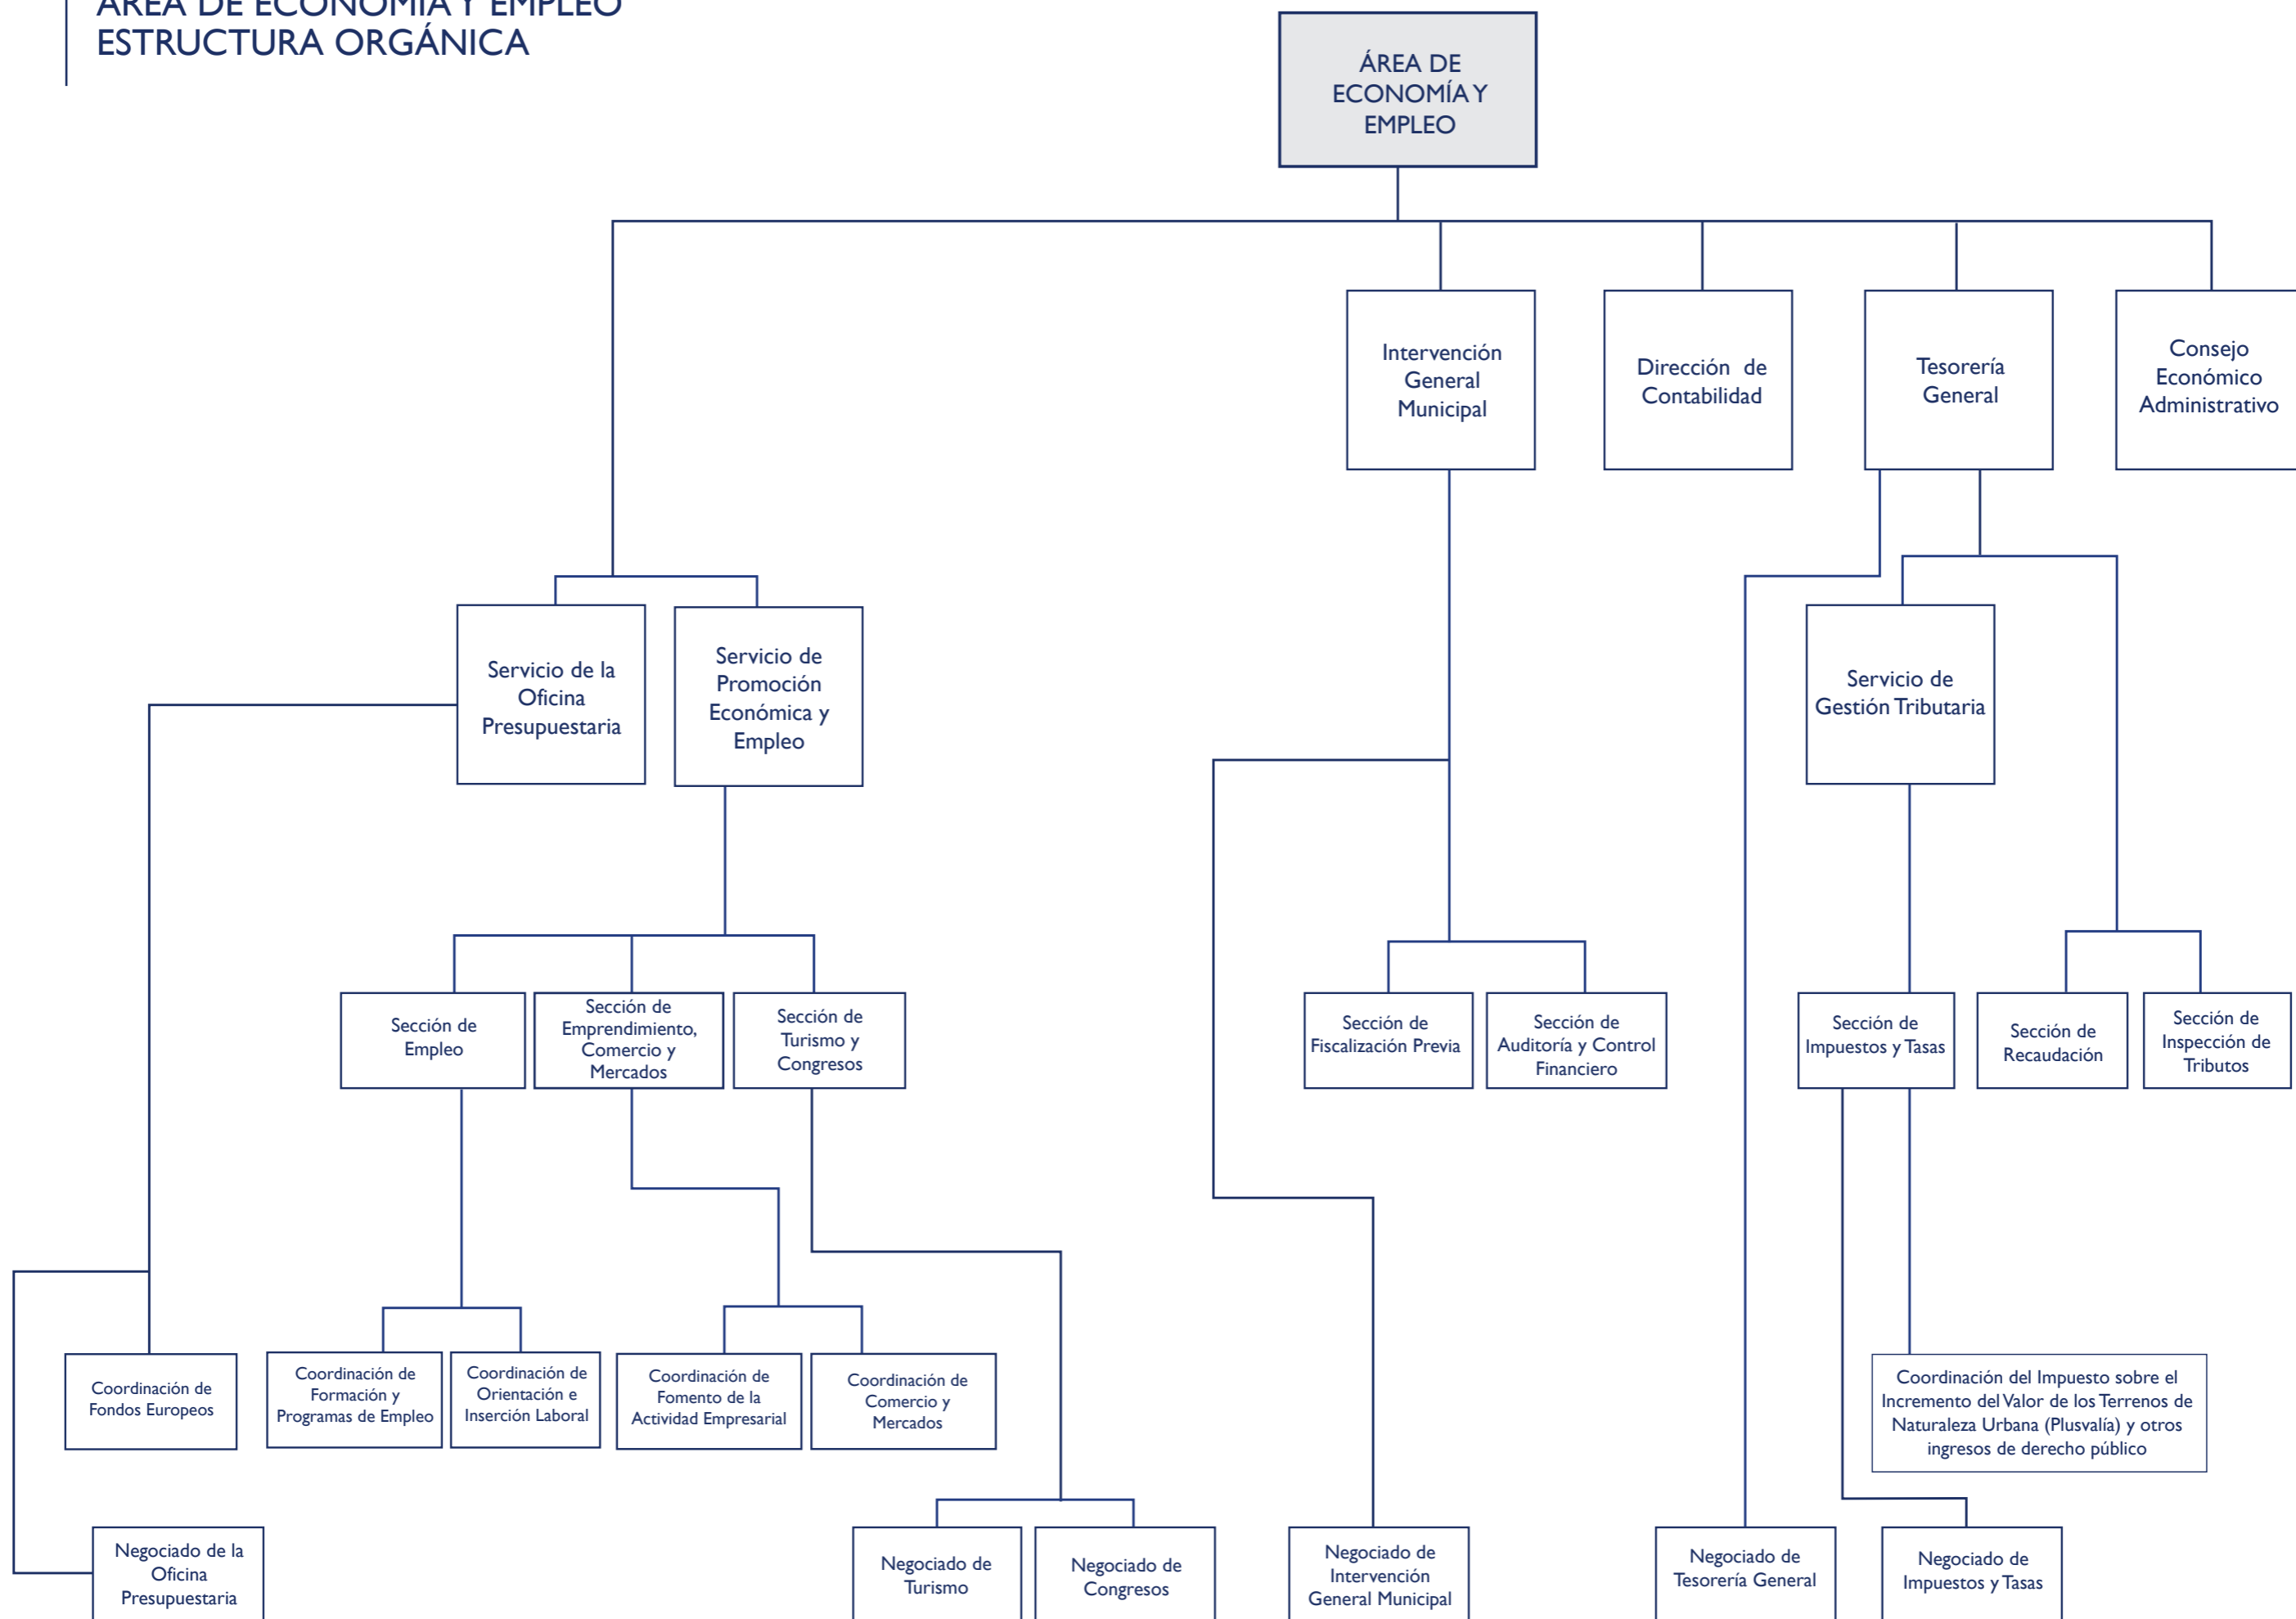 ÁREA DE ECONOMÍA Y EMPLEO
ESTRUCTURA ORGÁNICA
ÁREA DE
ECONOMÍA Y
EMPLEO
Intervención
General
Municipal
Dirección de
Contabilidad
Tesorería
General
Consejo
Económico
Administrativo
Servicio de la
Oficina
Presupuestaria
Servicio de
Promoción
Económica y
Empleo
Servicio de
Gestión Tributaria
Sección de
Empleo
Sección de
Emprendimiento,
Comercio y
Mercados
Sección de
Turismo y
Congresos
Sección de
Fiscalización Previa
Sección de
Auditoría y Control
Financiero
Sección de
Impuestos y Tasas
Sección de
Recaudación
Sección de
Inspección de
Tributos
Coordinación de
Fondos Europeos
Coordinación de
Formación y
Programas de Empleo
Coordinación de
Orientación e
Inserción Laboral
Coordinación de
Fomento de la
Actividad Empresarial
Coordinación de
Comercio y
Mercados
Coordinación del Impuesto sobre el
Incremento del Valor de los Terrenos de
Naturaleza Urbana (Plusvalía) y otros
ingresos de derecho público
Negociado de la
Oficina
Presupuestaria
Negociado de
Turismo
Negociado de
Congresos
Negociado de
Intervención
General Municipal
Negociado de
Tesorería General
Negociado de
Impuestos y Tasas